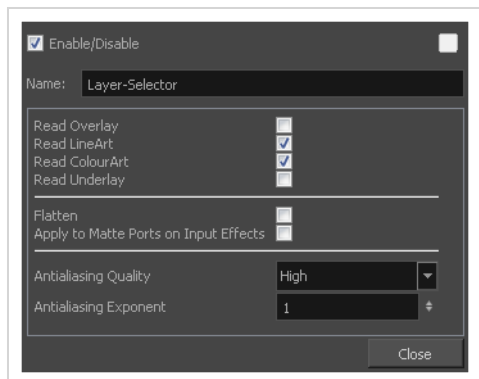 Enable/Disable
Name: Layer-Selector
Read Overlay
Read LineArt
Read ColourArt
Read Underlay
Flatten
Apply to Matte Ports on Input Effects
Antialiasing Quality High
Antialiasing Exponent 1
Close